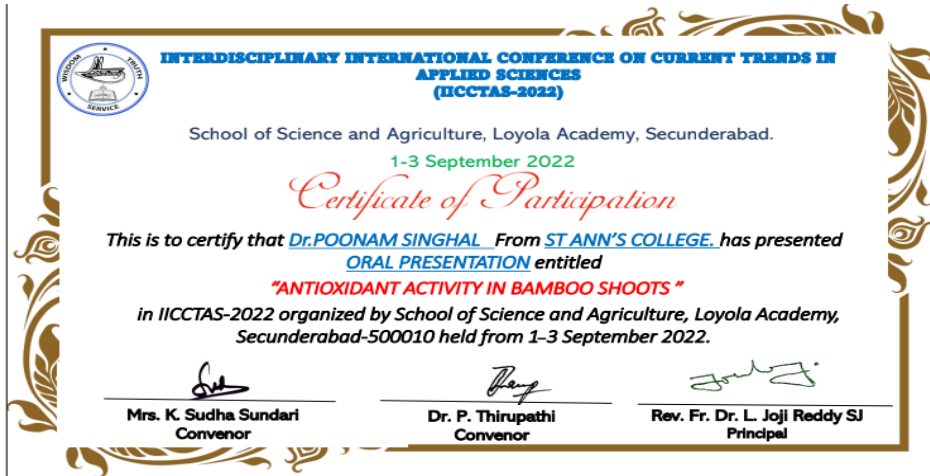 WISDOM TRUTH
SERVICE
INTERDISCIPLINARY INTERNATIONAL CONFERENCE ON CURRENT TRENDS IN
APPLIED SCIENCES
(IICCTAS-2022)
School of Science and Agriculture, Loyola Academy, Secunderabad.
1-3 September 2022
Certificate of Participation
This is to certify that Dr.POONAM SINGHAL From ST ANN'S COLLEGE. has presented
ORAL PRESENTATION entitled
"ANTIOXIDANT ACTIVITY IN BAMBOO SHOOTS "
in IICCTAS-2022 organized by School of Science and Agriculture, Loyola Academy,
Secunderabad-500010 held from 1–3 September 2022.
Mrs. K. Sudha Sundari
Convenor
Dr. P. Thirupathi
Convenor
Rev. Fr. Dr. L. Joji Reddy SJ
Principal